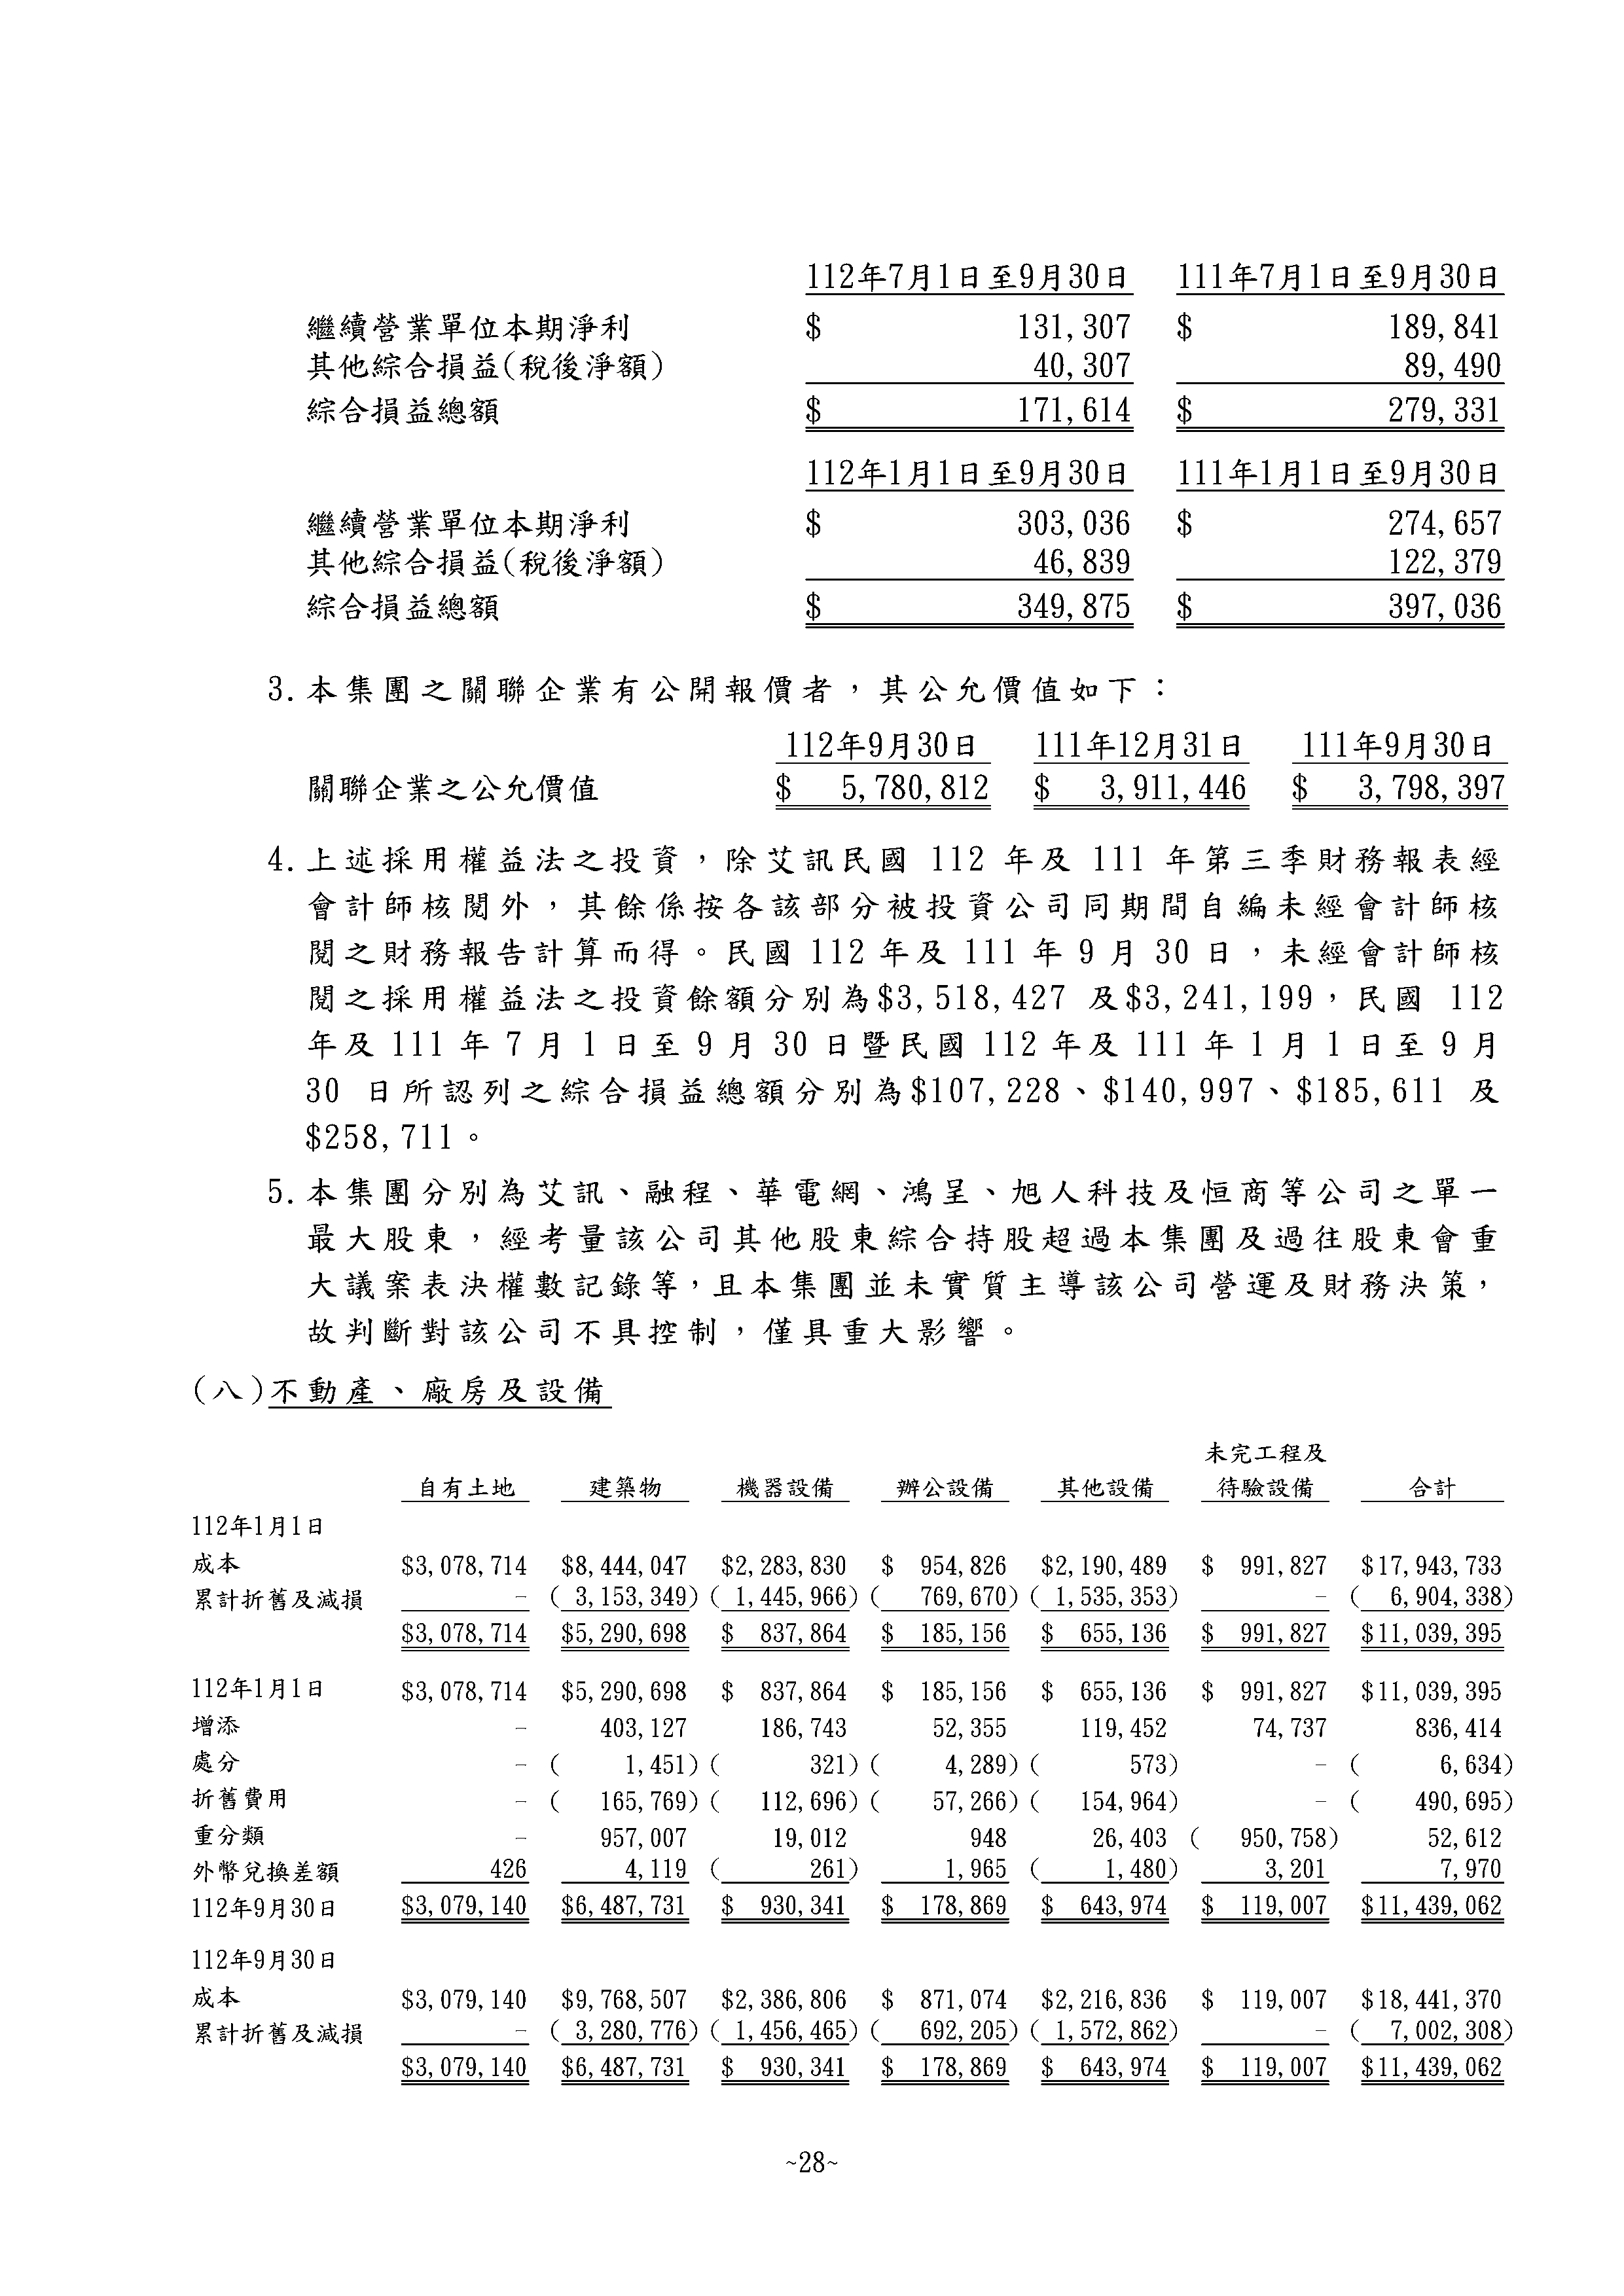 112年7月1日至9月30日 111年7月1日至9月30日
繼續營業單位本期淨利 $ 131,307 $ 189,841
其他綜合損益(稅後淨額) 40,307 89,490
綜合損益總額 $ 171,614 $ 279,331
112年1月1日至9月30日 111年1月1日至9月30日
繼續營業單位本期淨利 $ 303,036 $ 274,657
其他綜合損益(稅後淨額) 46,839 122,379
綜合損益總額 $ 349,875 $ 397,036
3.本集團之關聯企業有公開報價者，其公允價值如下：
112年9月30日 111年12月31日 111年9月30日
關聯企業之公允價值 $ 5,780,812 $ 3,911,446 $ 3,798,397
4.上述採用權益法之投資，除艾訊民國 112 年及 111 年第三季財務報表經
會計師核閱外，其餘係按各該部分被投資公司同期間自編未經會計師核
閱之財務報告計算而得。民國 112 年及 111 年 9 月 30 日，未經會計師核
閱之採用權益法之投資餘額分別為$3,518,427 及$3,241,199，民國 112
年及 111 年 7 月 1 日至 9 月 30 日暨民國 112 年及 111 年 1 月 1 日至 9 月
30 日所認列之綜合損益總額分別為$107,228、$140,997、$185,611 及
$258,711。
5.本集團分別為艾訊、融程、華電網、鴻呈、旭人科技及恒商等公司之單一
最大股東，經考量該公司其他股東綜合持股超過本集團及過往股東會重
大議案表決權數記錄等，且本集團並未實質主導該公司營運及財務決策，
故判斷對該公司不具控制，僅具重大影響。
(八)不動產、廠房及設備
未完工程及
自有土地 建築物 機器設備 辦公設備 其他設備 待驗設備 合計
112年1月1日
成本 $3,078,714 $8,444,047 $2,283,830 $ 954,826 $2,190,489 $ 991,827 $17,943,733
累計折舊及減損 - ( 3,153,349) ( 1,445,966) ( 769,670) ( 1,535,353) - ( 6,904,338)
$3,078,714 $5,290,698 $ 837,864 $ 185,156 $ 655,136 $ 991,827 $11,039,395
112年1月1日 $3,078,714 $5,290,698 $ 837,864 $ 185,156 $ 655,136 $ 991,827 $11,039,395
增添 - 403,127 186,743 52,355 119,452 74,737 836,414
處分 - ( 1,451) ( 321) ( 4,289) ( 573) - ( 6,634)
折舊費用 - ( 165,769) ( 112,696) ( 57,266) ( 154,964) - ( 490,695)
重分類 - 957,007 19,012 948 26,403 ( 950,758) 52,612
外幣兌換差額 426 4,119 ( 261) 1,965 ( 1,480) 3,201 7,970
112年9月30日 $3,079,140 $6,487,731 $ 930,341 $ 178,869 $ 643,974 $ 119,007 $11,439,062
112年9月30日
成本 $3,079,140 $9,768,507 $2,386,806 $ 871,074 $2,216,836 $ 119,007 $18,441,370
累計折舊及減損 - ( 3,280,776) ( 1,456,465) ( 692,205) ( 1,572,862) - ( 7,002,308)
$3,079,140 $6,487,731 $ 930,341 $ 178,869 $ 643,974 $ 119,007 $11,439,062
~28~